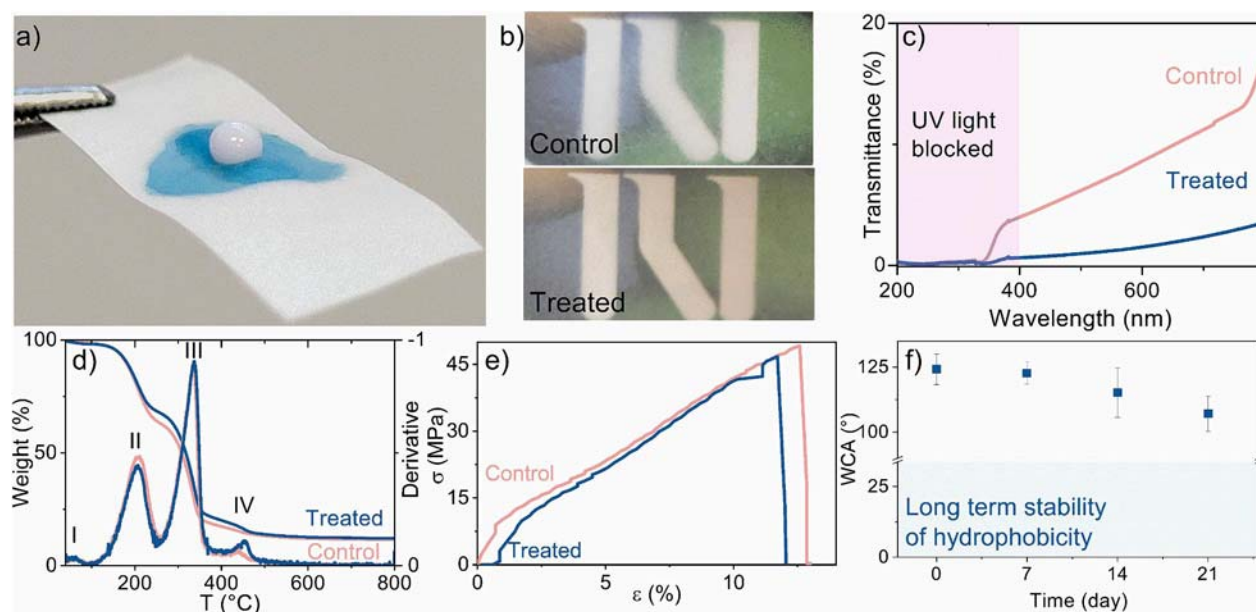 a)
b)
Control
Treated
c)
20
10
0
Transmittance (%)
UV light
blocked
Control
Treated
200
400
600
Wavelength (nm)
d)
100
50
0
Weight (%)
-1
Derivative
I
II
III
IV
Treated
Control
200
400
600
800
T (°C)
e)
45
30
15
0
σ (MPa)
Control
Treated
0
5
10
ε (%)
f)
125
100
25
0
WCA (°)
Long term stability
of hydrophobicity
0
7
14
21
Time (day)